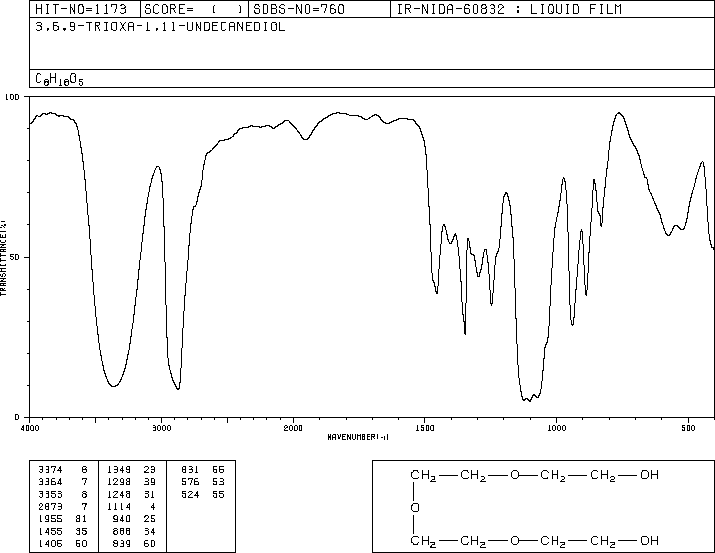 HIT-NO=1173 SCORE= ( ) SDBS-NO=760 IR-NIDA-60832 : LIQUID FILM
3,6,9-TRIOXA-1,11-UNDECANEDIOL
C8H18O5
TRANSMITTANCE(%)
100
50
0
4000 3000 2000 1500 1000 500
WAVENUMBER(-1)
3374 6 1349 23 831 55
3364 7 1298 39 576 53
3353 8 1248 31 524 55
2873 7 1114 4
1955 81 940 25
1455 35 888 34
1406 50 839 60
CH2—CH2—O—CH2—CH2—OH
O
CH2—CH2—O—CH2—CH2—OH